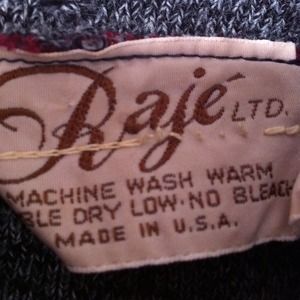 Rajé LTD.
MACHINE WASH WARM
BLE DRY LOW·NO BLEACH
MADE IN U.S.A.